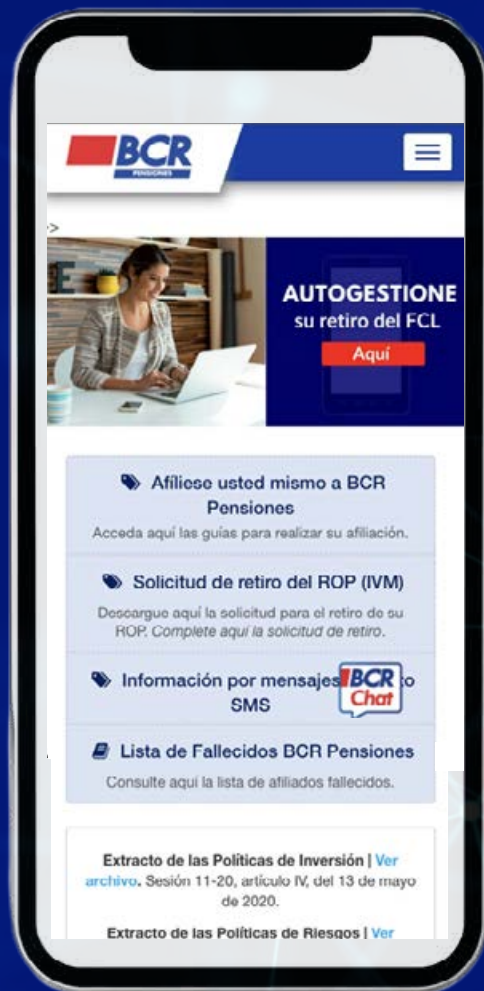 BCR
PENSIONES
->
AUTOGESTIONE
su retiro del FCL
Aquí
Afíliese usted mismo a BCR
Pensiones
Acceda aquí las guías para realizar su afiliación.
Solicitud de retiro del ROP (IVM)
Descargue aquí la solicitud para el retiro de su
ROP. Complete aquí la solicitud de retiro.
Información por mensajes
SMS
BCR
Chat
Lista de Fallecidos BCR Pensiones
Consulte aquí la lista de afiliados fallecidos.
Extracto de las Políticas de Inversión | Ver
archivo. Sesión 11-20, artículo IV, del 13 de mayo
de 2020.
Extracto de las Políticas de Riesgos | Ver